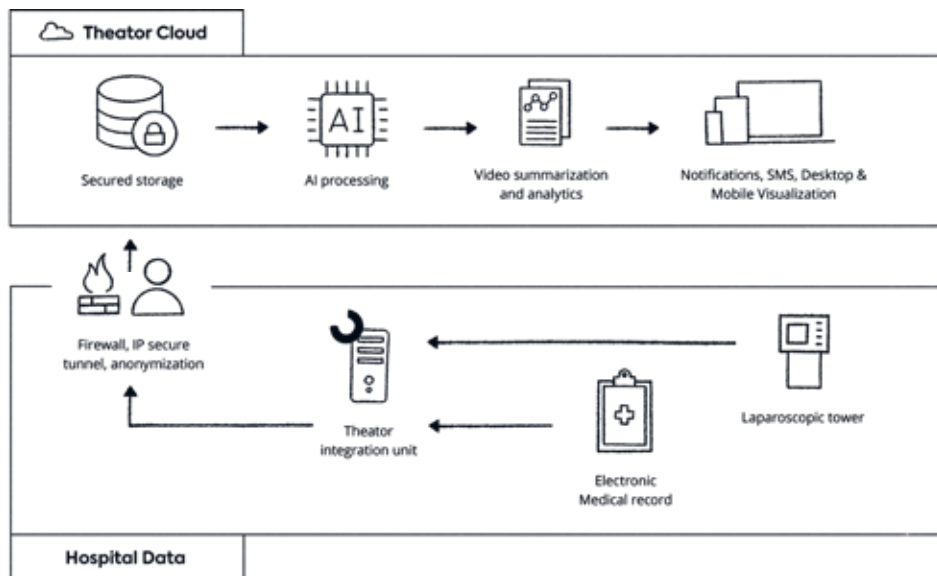 Theator Cloud
AI
Secured storage
AI processing
Video summarization
and analytics
Notifications, SMS, Desktop &
Mobile Visualization
Firewall, IP secure
tunnel, anonymization
Theator
integration unit
Electronic
Medical record
Laparoscopic tower
Hospital Data